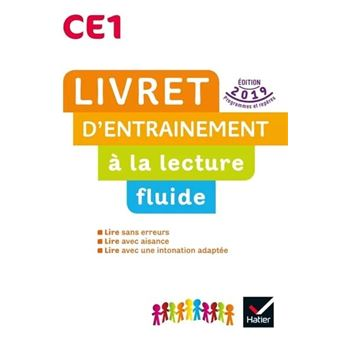 CE1
LIVRET
ÉDITION
2019
Programmes et repères
D'ENTRAINEMENT
à la lecture
fluide
Lire sans erreurs
Lire avec aisance
Lire avec une intonation adaptée
Hatier